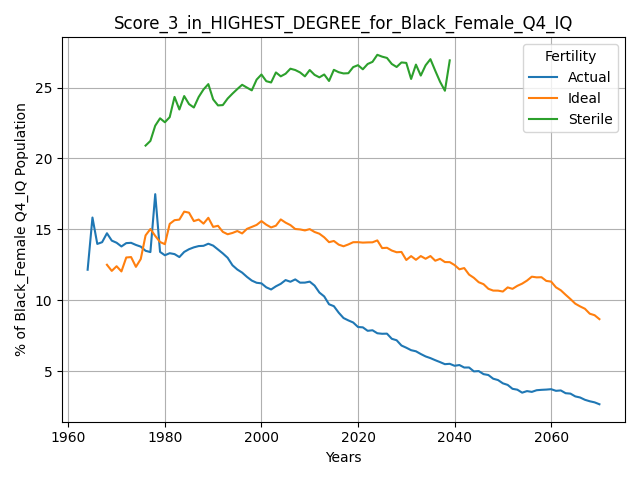 Score_3_in_HIGHEST_DEGREE_for_Black_Female_Q4_IQ
% of Black_Female Q4_IQ Population
25
20
15
10
5
1960 1980 2000 2020 2040 2060
Years
Fertility
Actual
Ideal
Sterile